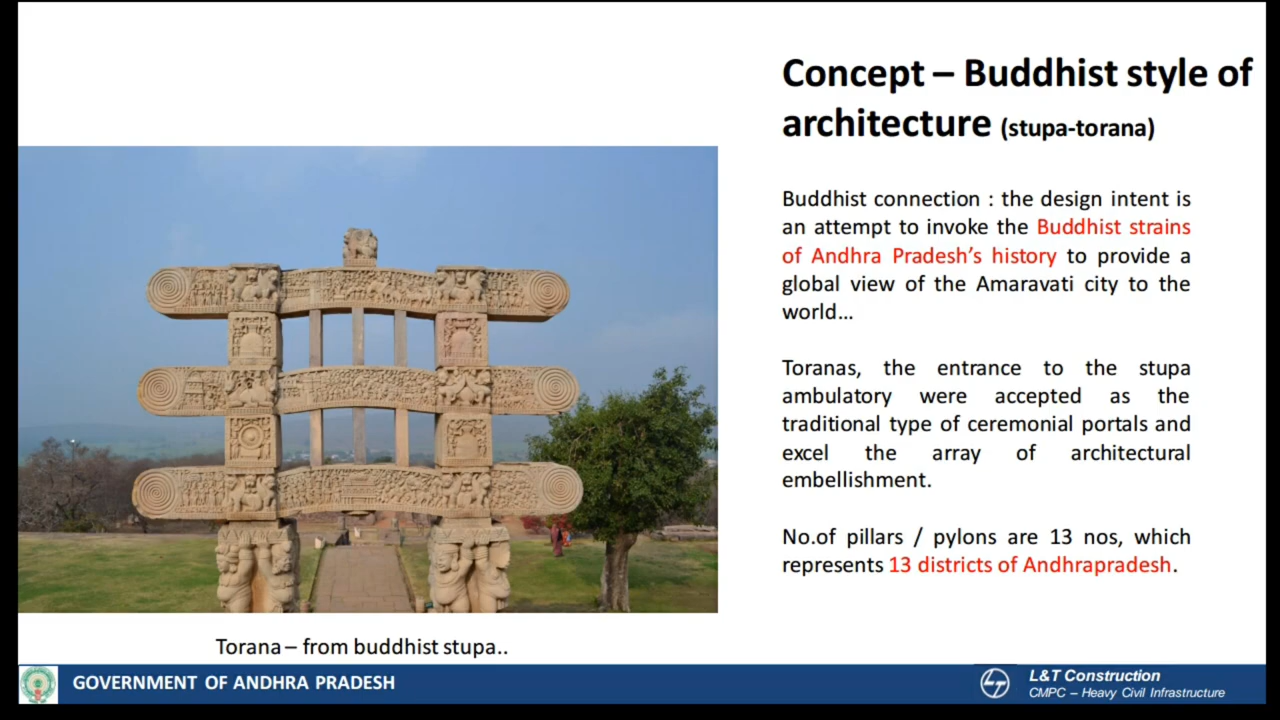 Concept – Buddhist style of
architecture (stupa-torana)
Buddhist connection : the design intent is
an attempt to invoke the Buddhist strains
of Andhra Pradesh’s history to provide a
global view of the Amaravati city to the
world…
Toranas, the entrance to the stupa
ambulatory were accepted as the
traditional type of ceremonial portals and
excel the array of architectural
embellishment.
No.of pillars / pylons are 13 nos, which
represents 13 districts of Andhrapradesh.
Torana – from buddhist stupa..
GOVERNMENT OF ANDHRA PRADESH
L&T Construction
CMPC – Heavy Civil Infrastructure